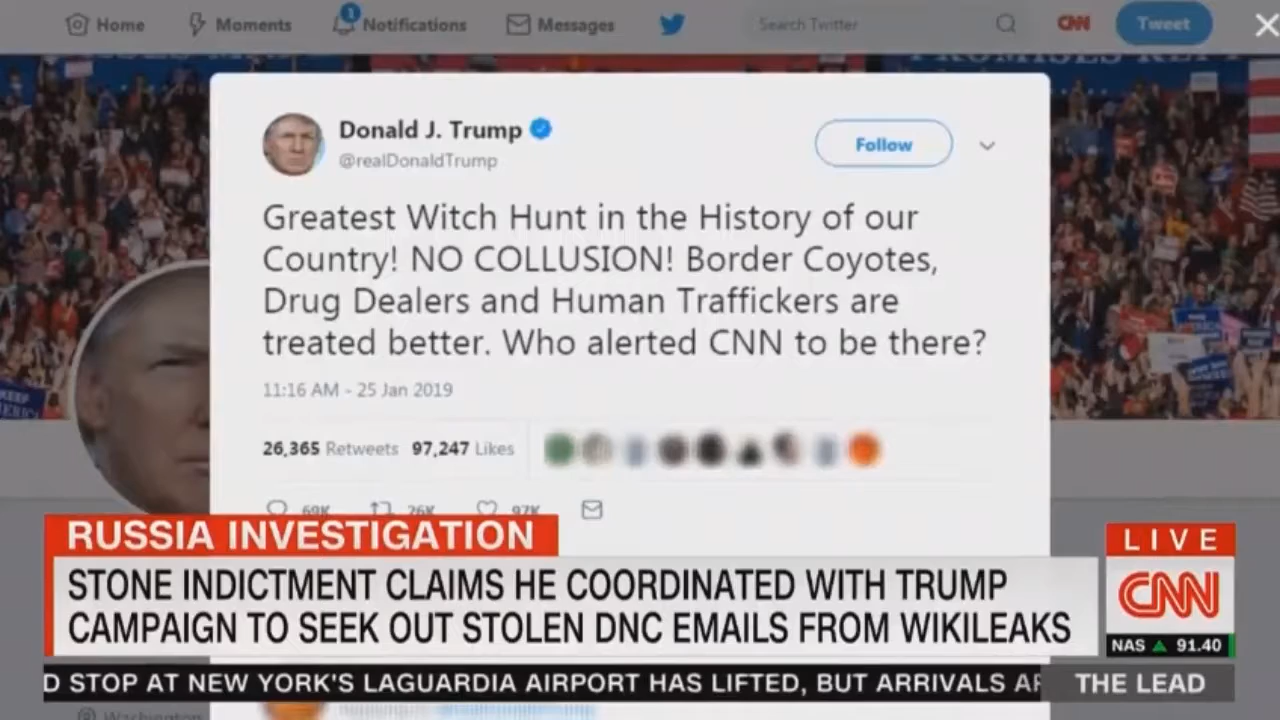 Home Moments 1 Notifications Messages Search Twitter CNN Tweet
Donald J. Trump
@realDonaldTrump
Follow
Greatest Witch Hunt in the History of our
Country! NO COLLUSION! Border Coyotes,
Drug Dealers and Human Traffickers are
treated better. Who alerted CNN to be there?
11:16 AM - 25 Jan 2019
26,365 Retweets 97,247 Likes
69K 26K 97K
RUSSIA INVESTIGATION
STONE INDICTMENT CLAIMS HE COORDINATED WITH TRUMP
CAMPAIGN TO SEEK OUT STOLEN DNC EMAILS FROM WIKILEAKS
LIVE
CNN
NAS 91.40
D STOP AT NEW YORK'S LAGUARDIA AIRPORT HAS LIFTED, BUT ARRIVALS
THE LEAD
Washington